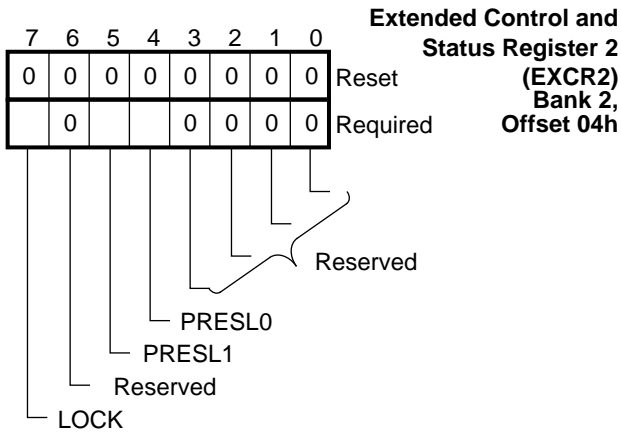 Extended Control and
Status Register 2
(EXCR2)
Bank 2,
Offset 04h
7 6 5 4 3 2 1 0
0 0 0 0 0 0 0 0 Reset
0 0 0 0 0 Required
Reserved
PRESL0
PRESL1
Reserved
LOCK